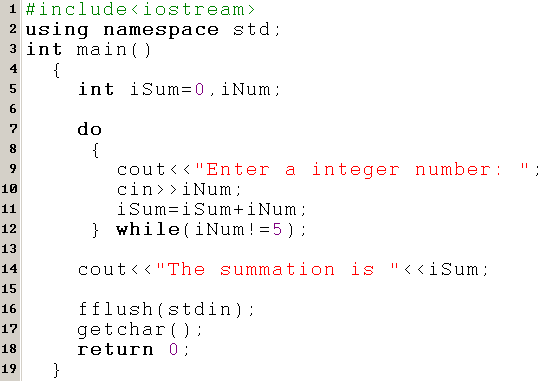 1 #include<iostream>
2 using namespace std;
3 int main()
4 {
5 int iSum=0,iNum;
6
7 do
8 {
9 cout<<"Enter a integer number: ";
10 cin>>iNum;
11 iSum=iSum+iNum;
12 } while(iNum!=5);
13
14 cout<<"The summation is "<<iSum;
15
16 fflush(stdin);
17 getchar();
18 return 0;
19 }